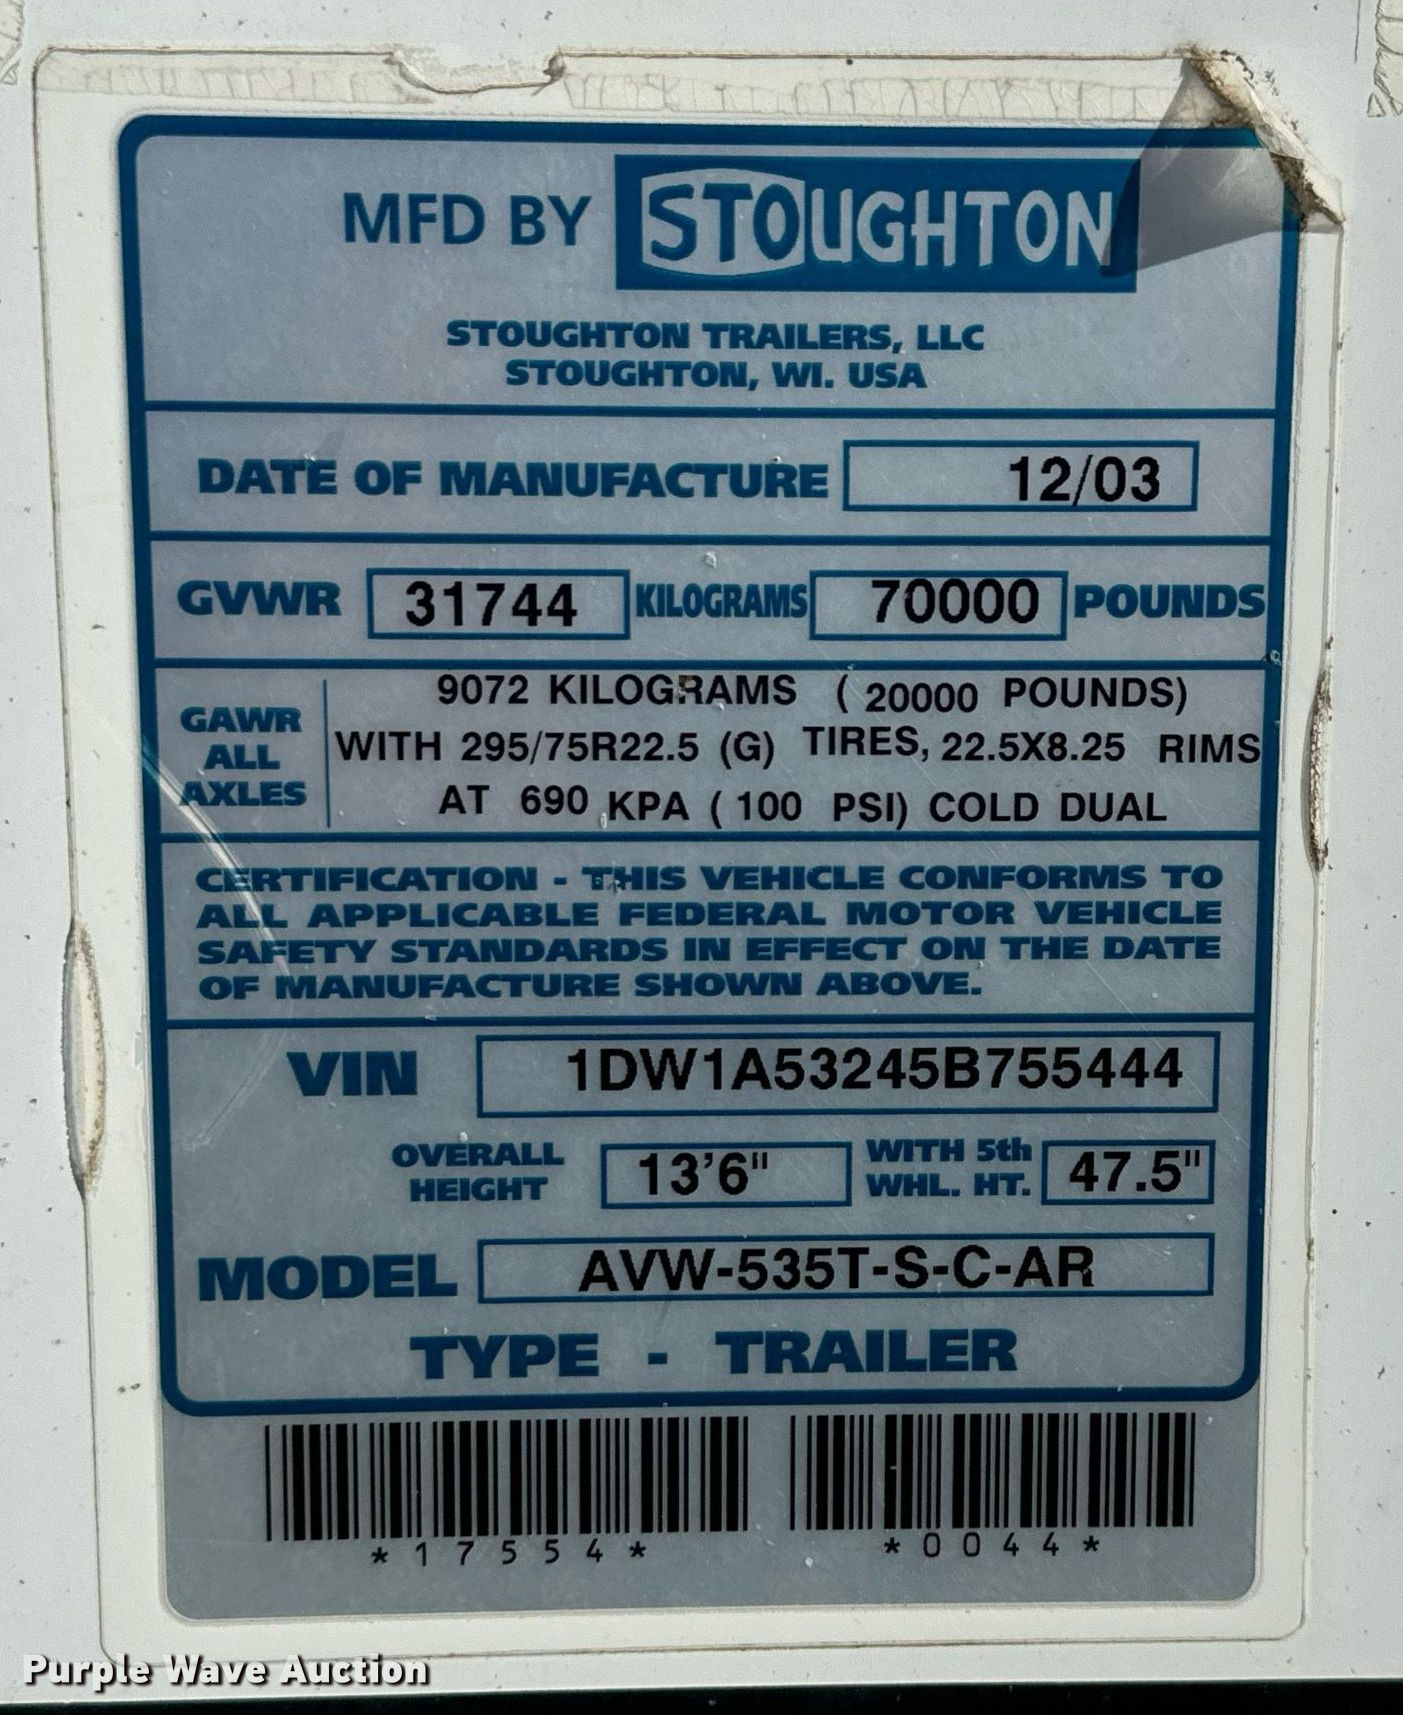 MFD BY STOUGHTON
STOUGHTON TRAILERS, LLC
STOUGHTON, WI. USA
DATE OF MANUFACTURE 12/03
GVWR 31744 KILOGRAMS 70000 POUNDS
GAWR ALL AXLES
9072 KILOGRAMS ( 20000 POUNDS)
WITH 295/75R22.5 (G) TIRES, 22.5X8.25 RIMS
AT 690 KPA ( 100 PSI) COLD DUAL
CERTIFICATION - THIS VEHICLE CONFORMS TO
ALL APPLICABLE FEDERAL MOTOR VEHICLE
SAFETY STANDARDS IN EFFECT ON THE DATE
OF MANUFACTURE SHOWN ABOVE.
VIN 1DW1A53245B755444
OVERALL HEIGHT 13'6" WITH 5th WHL. HT. 47.5"
MODEL AVW-535T-S-C-AR
TYPE - TRAILER
*17554* *0044*
Purple Wave Auction